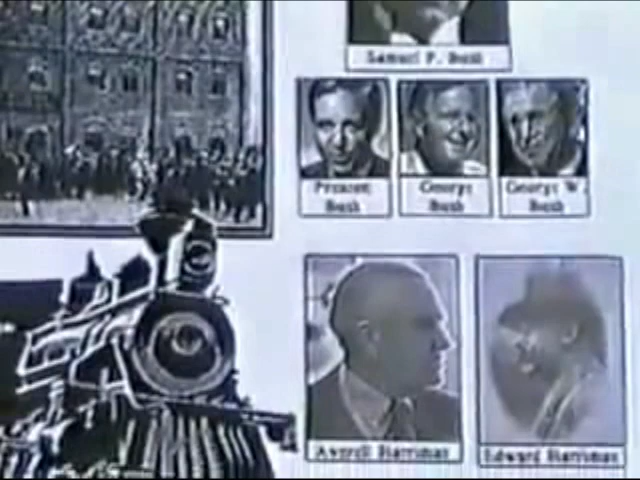 Samuel P. Bush
Prescott George George W.
Bush Bush Bush
Averell Harriman Edward Harriman